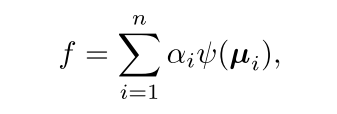 f = \sum_{i=1}^{n} \alpha_i \psi(\boldsymbol{\mu}_i),